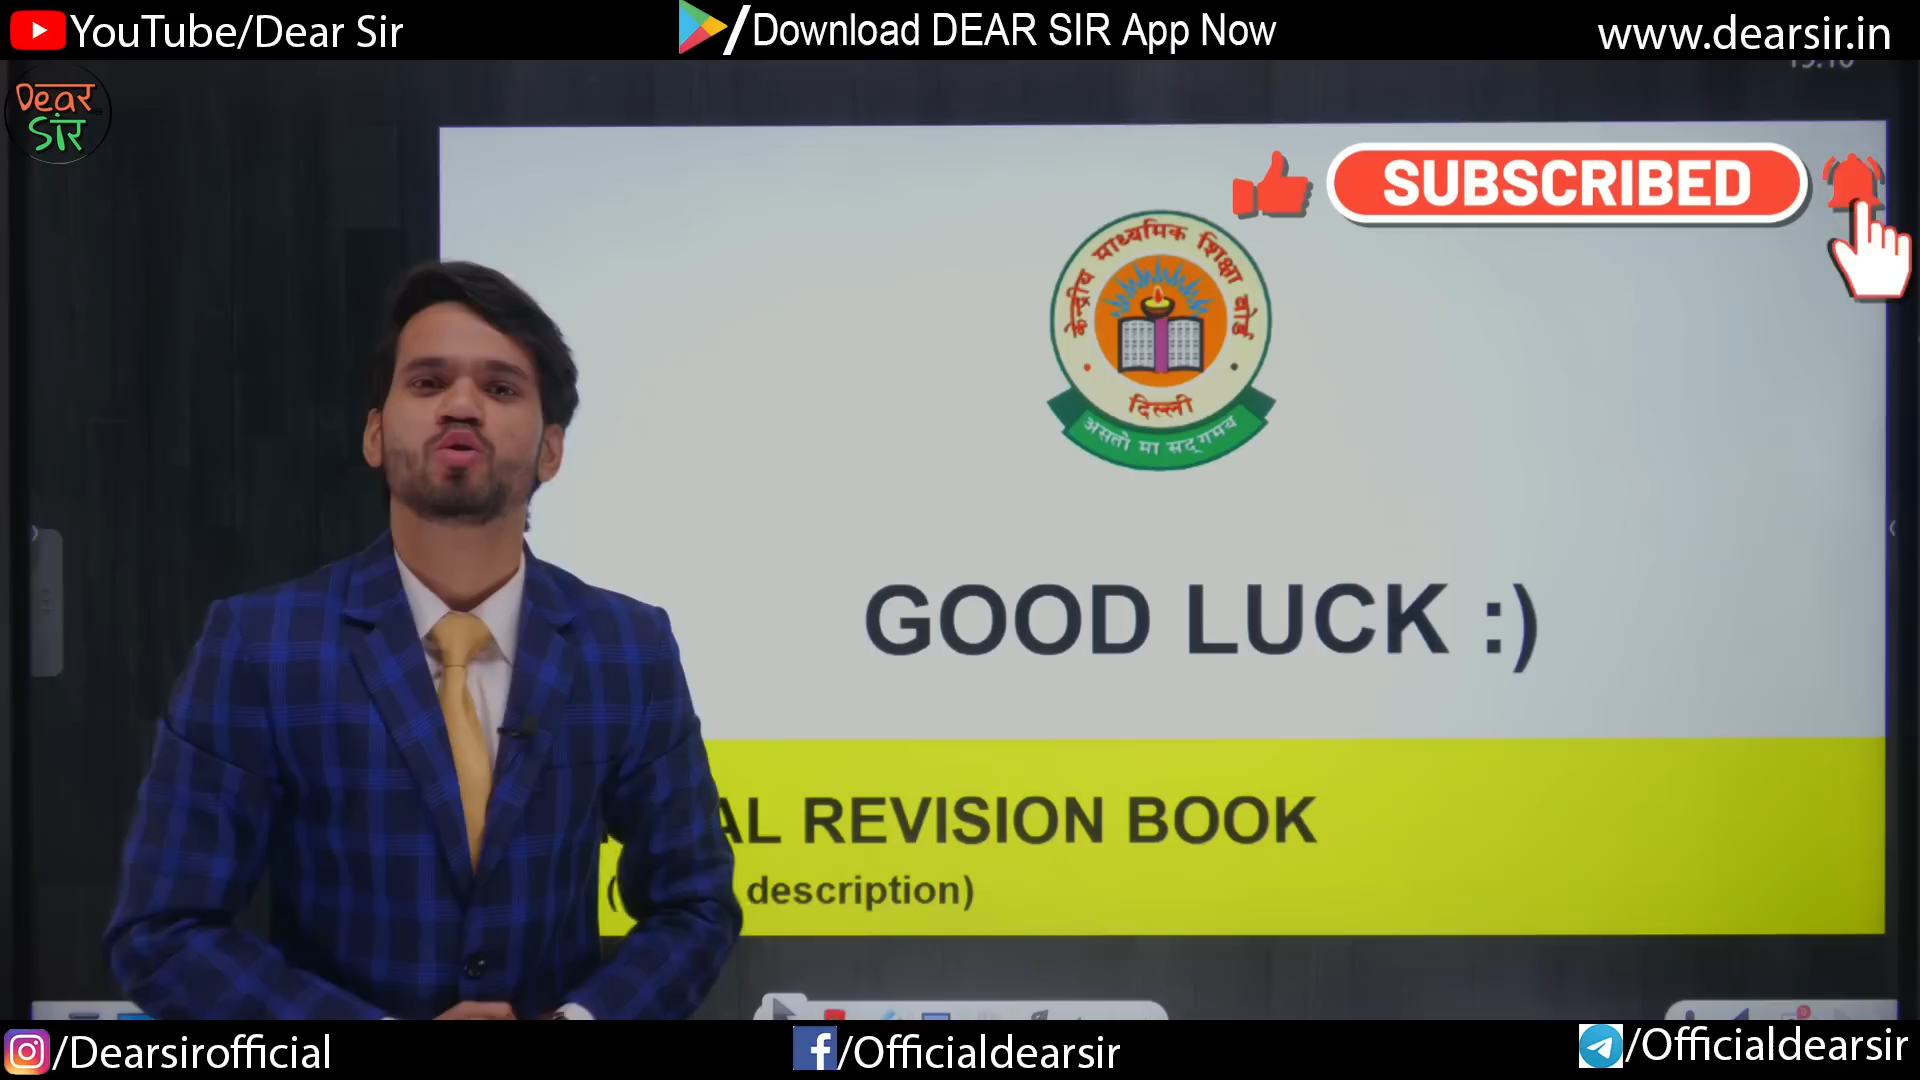 YouTube/Dear Sir
/Download DEAR SIR App Now
www.dearsir.in
Dear
Sir
SUBSCRIBED
केन्द्रीय माध्यमिक शिक्षा बोर्ड
दिल्ली
असतो मा सद्गमय
GOOD LUCK :)
AL REVISION BOOK
description)
/Dearsirofficial
/Officialdearsir
/Officialdearsir